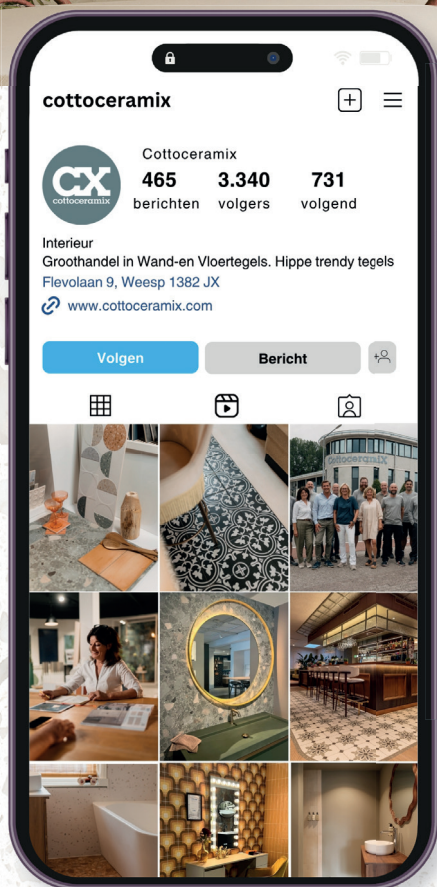 cottoceramix
Cottoceramix
465 3.340 731
berichten volgers volgend
CX
cottoceramix
Interieur
Groothandel in Wand-en Vloertegels. Hippe trendy tegels
Flevolaan 9, Weesp 1382 JX
www.cottoceramix.com
Volgen Bericht
CottoceramiX